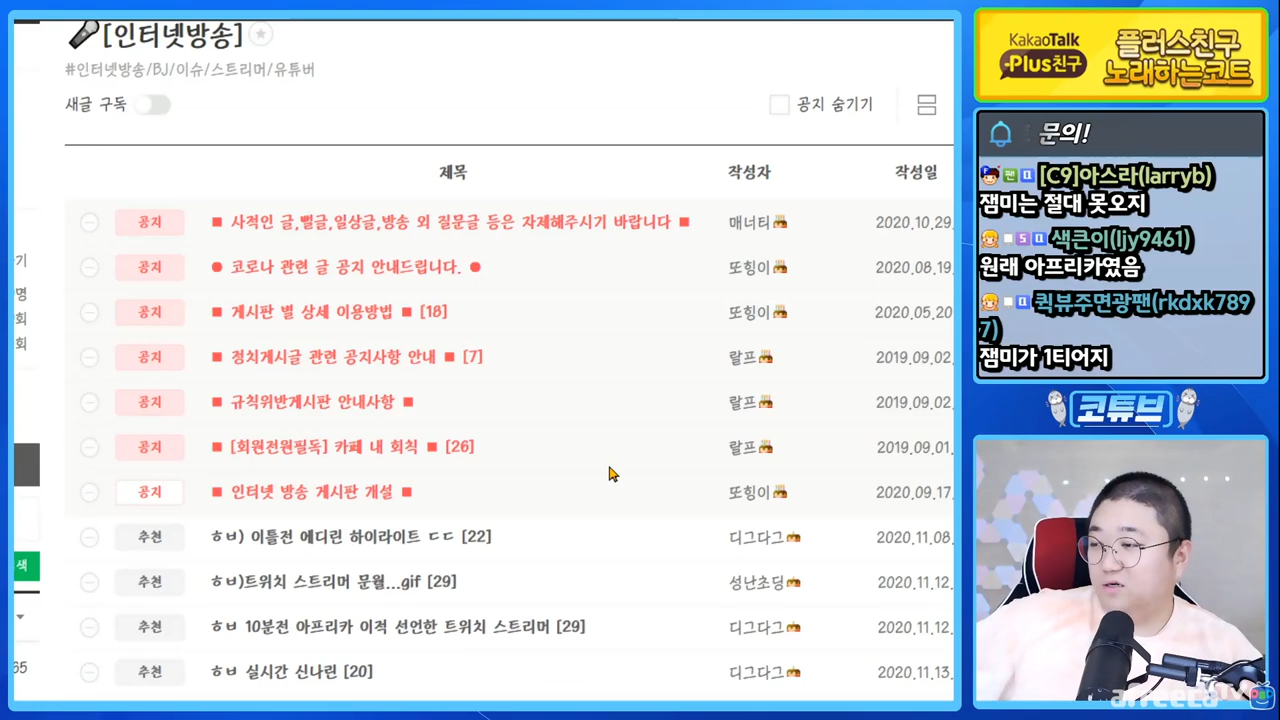 [인터넷방송]
#인터넷방송/BJ/이슈/스트리머/유튜버
새글 구독
공지 숨기기
제목 작성자 작성일
공지 ■ 사적인 글,뻘글,일상글,방송 외 질문글 등은 자제해주시기 바랍니다 ■ 매너티 2020.10.29.
공지 ● 코로나 관련 글 공지 안내드립니다. ● 또힝이 2020.08.19.
공지 ■ 게시판 별 상세 이용방법 ■ [18] 또힝이 2020.05.20
공지 ■ 정치게시글 관련 공지사항 안내 ■ [7] 랄프 2019.09.02.
공지 ■ 규칙위반게시판 안내사항 ■ 랄프 2019.09.02.
공지 ■ [회원전원필독] 카페 내 회칙 ■ [26] 랄프 2019.09.01.
공지 ■ 인터넷 방송 게시판 개설 ■ 또힝이 2020.09.17.
추천 ㅎㅂ) 이틀전 에디린 하이라이트 ㄷㄷ [22] 디그다그 2020.11.08.
추천 ㅎㅂ)트위치 스트리머 문월...gif [29] 성난초딩 2020.11.12.
추천 ㅎㅂ 10분전 아프리카 이적 선언한 트위치 스트리머 [29] 디그다그 2020.11.12.
추천 ㅎㅂ 실시간 신나린 [20] 디그다그 2020.11.13.
기
명
회
회
색
65
KakaoTalk
Plus친구
플러스친구
노래하는코트
문의!
팬
[C9]아스라(larryb)
잼미는 절대 못오지
S
색큰이(ljy9461)
원래 아프리카였음
퀵뷰주면광팬(rkdxk789
7)
잼미가 1티어지
코튜브
afreecaTV